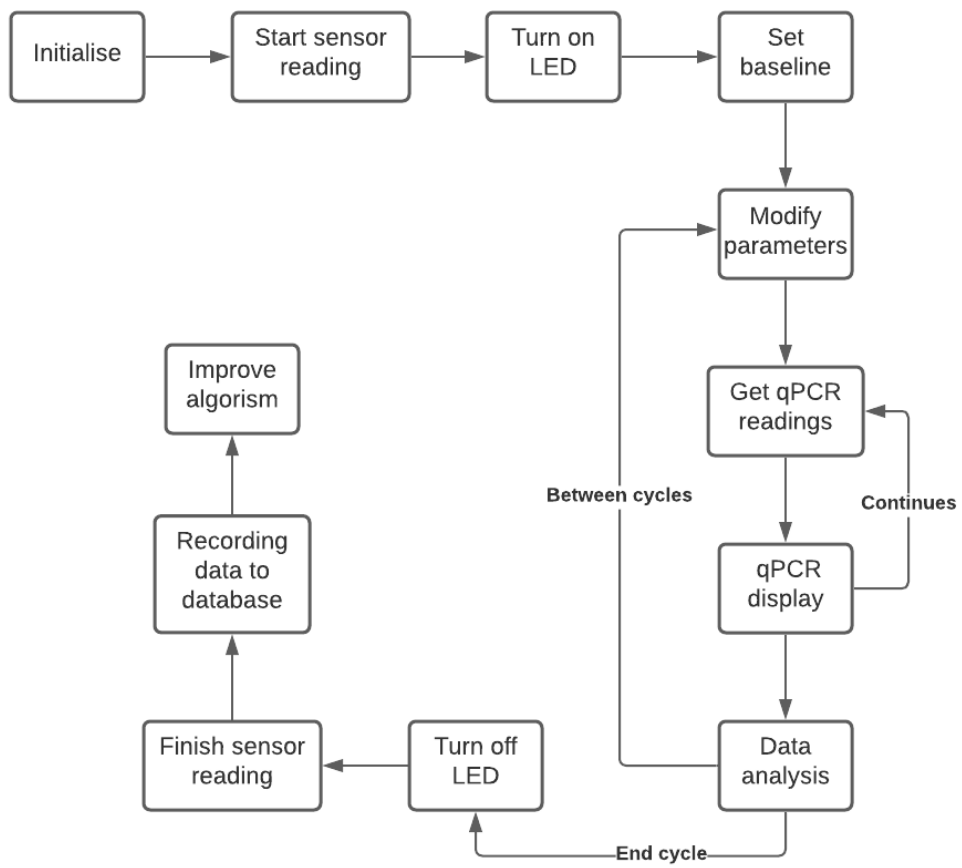 Initialise
Start sensor
reading
Turn on
LED
Set
baseline
Modify
parameters
Get qPCR
readings
Continues
qPCR
display
Between cycles
Data
analysis
End cycle
Turn off
LED
Finish sensor
reading
Recording
data to
database
Improve
algorism